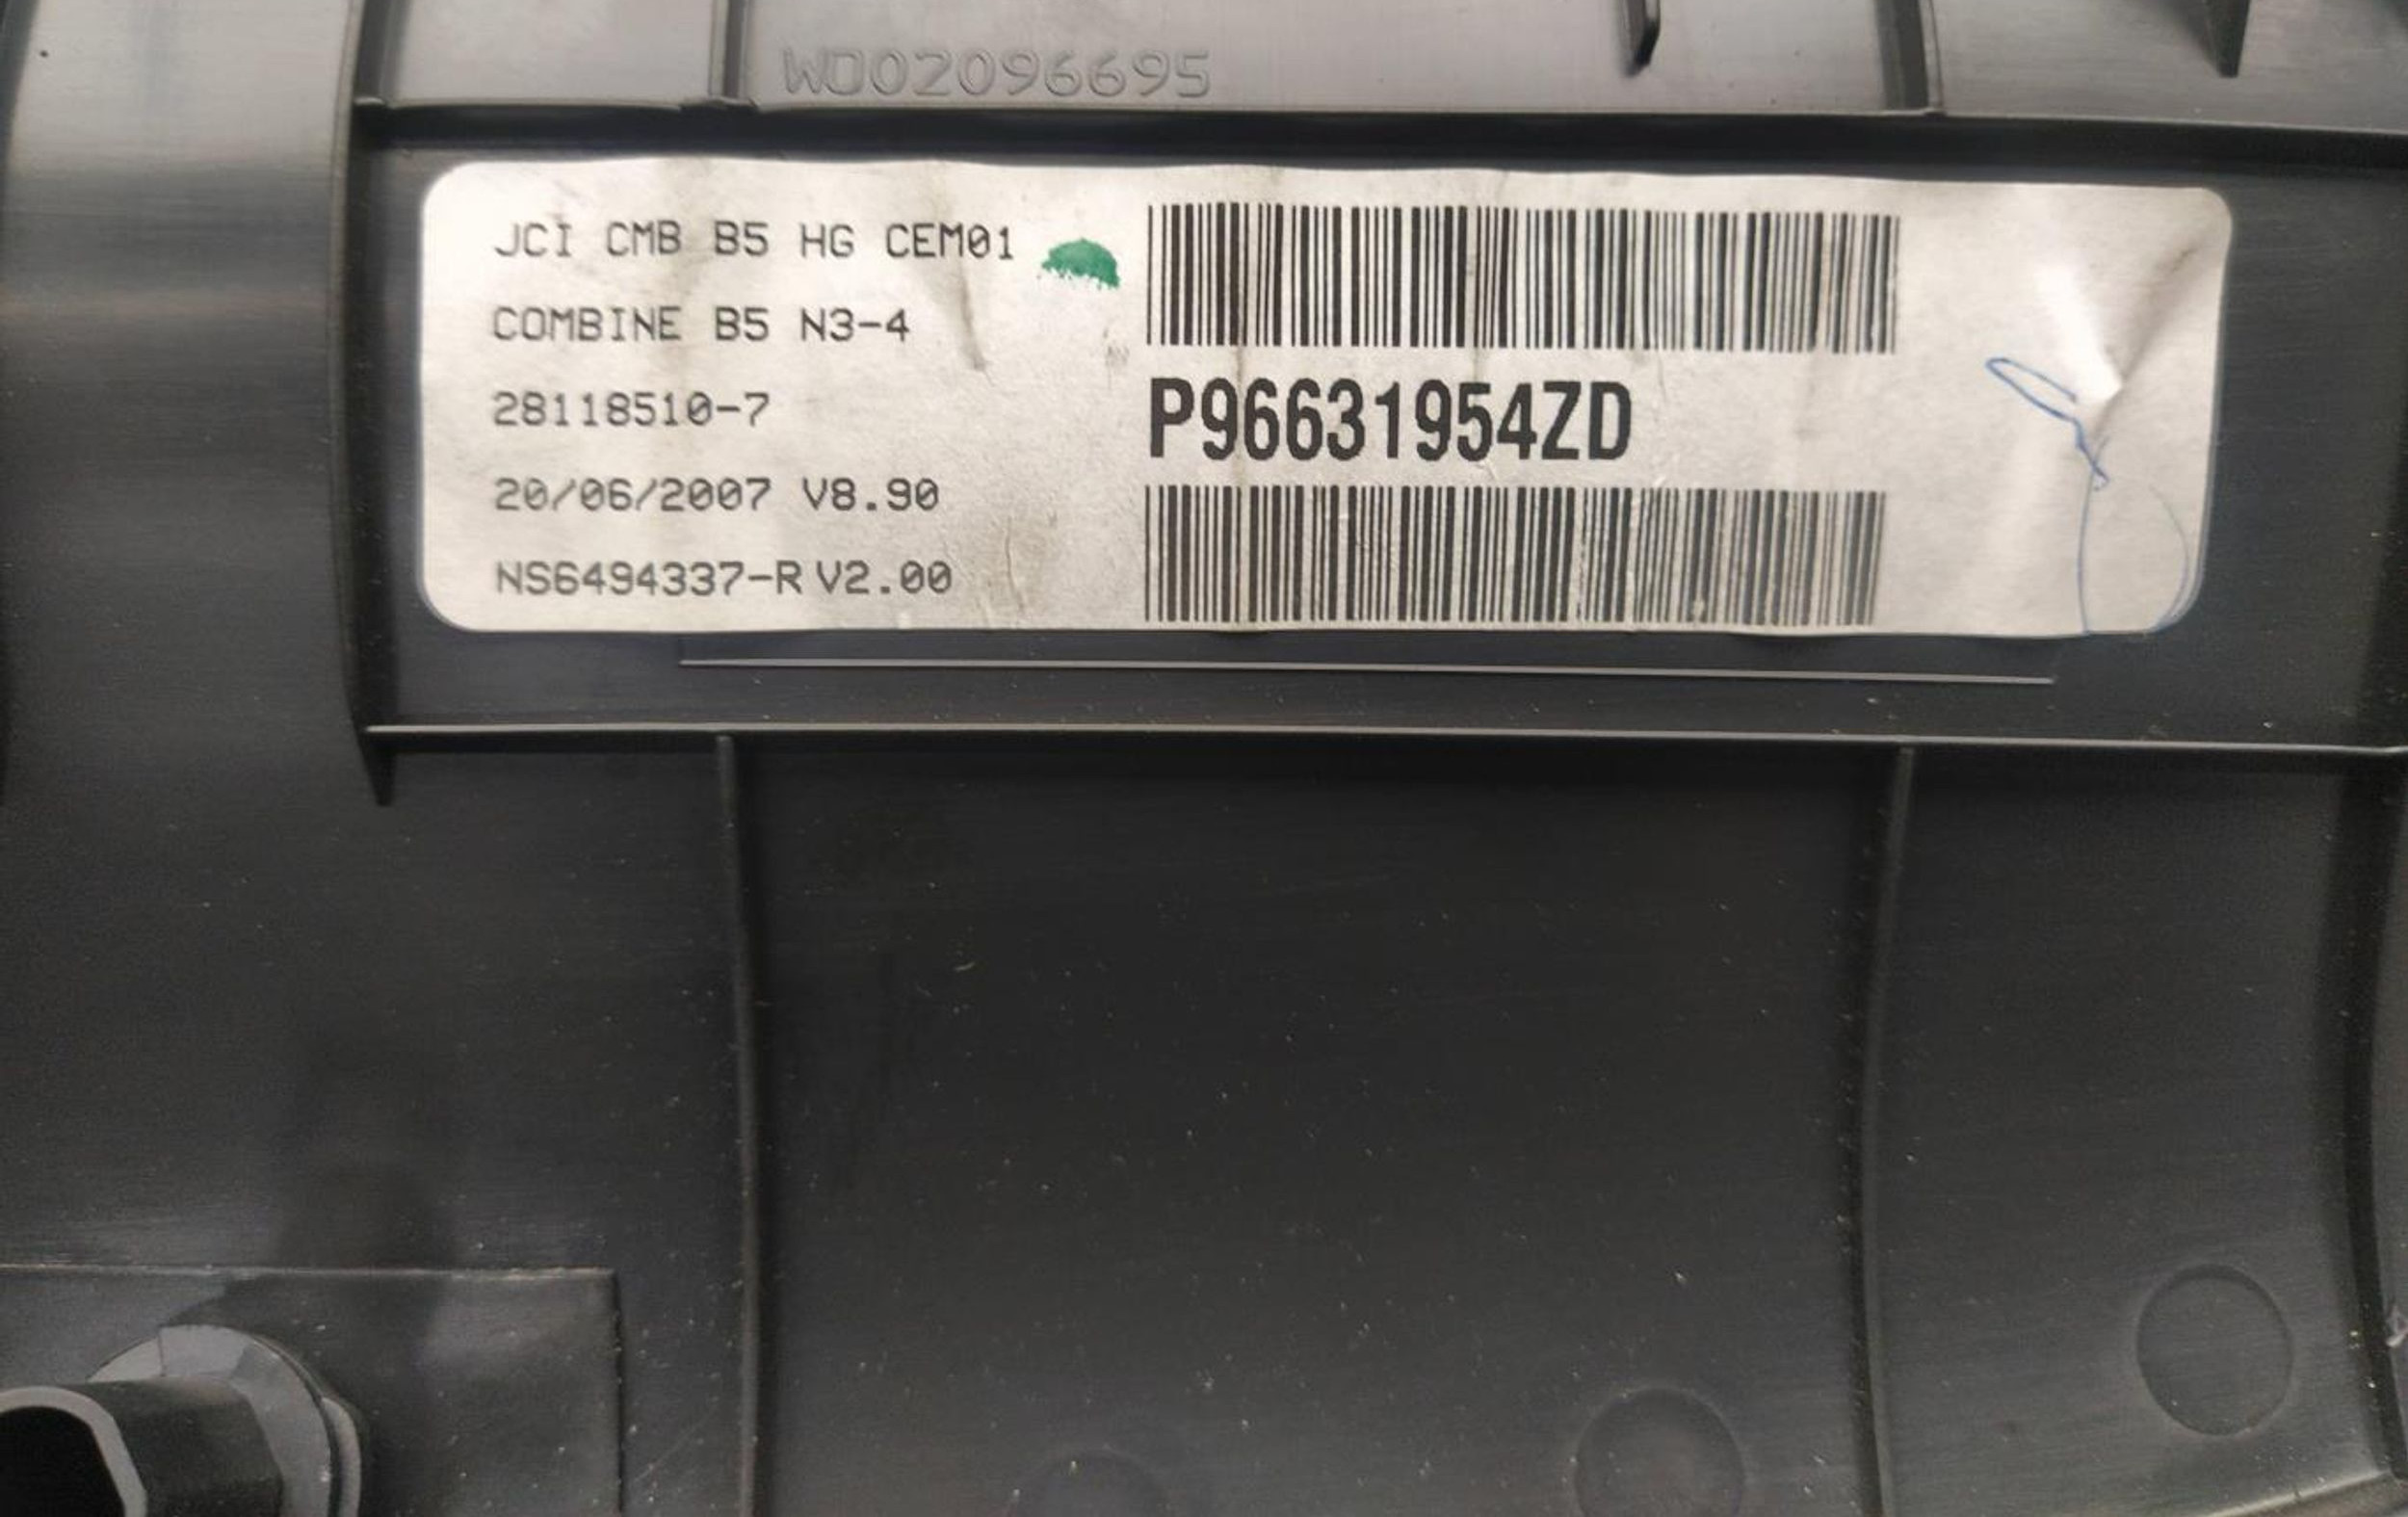 W002096695
JCI CMB B5 HG CEM01
COMBINE B5 N3-4
28118510-7
20/06/2007 V8.90
NS6494337-R V2.00
P96631954ZD